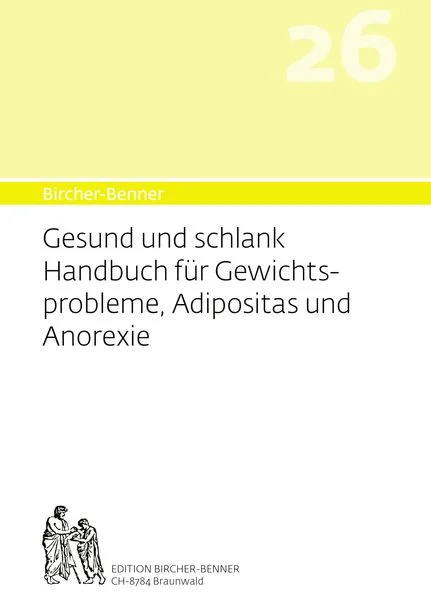 26
Bircher-Benner
Gesund und schlank
Handbuch für Gewichts-
probleme, Adipositas und
Anorexie
EDITION BIRCHER-BENNER
CH-8784 Braunwald